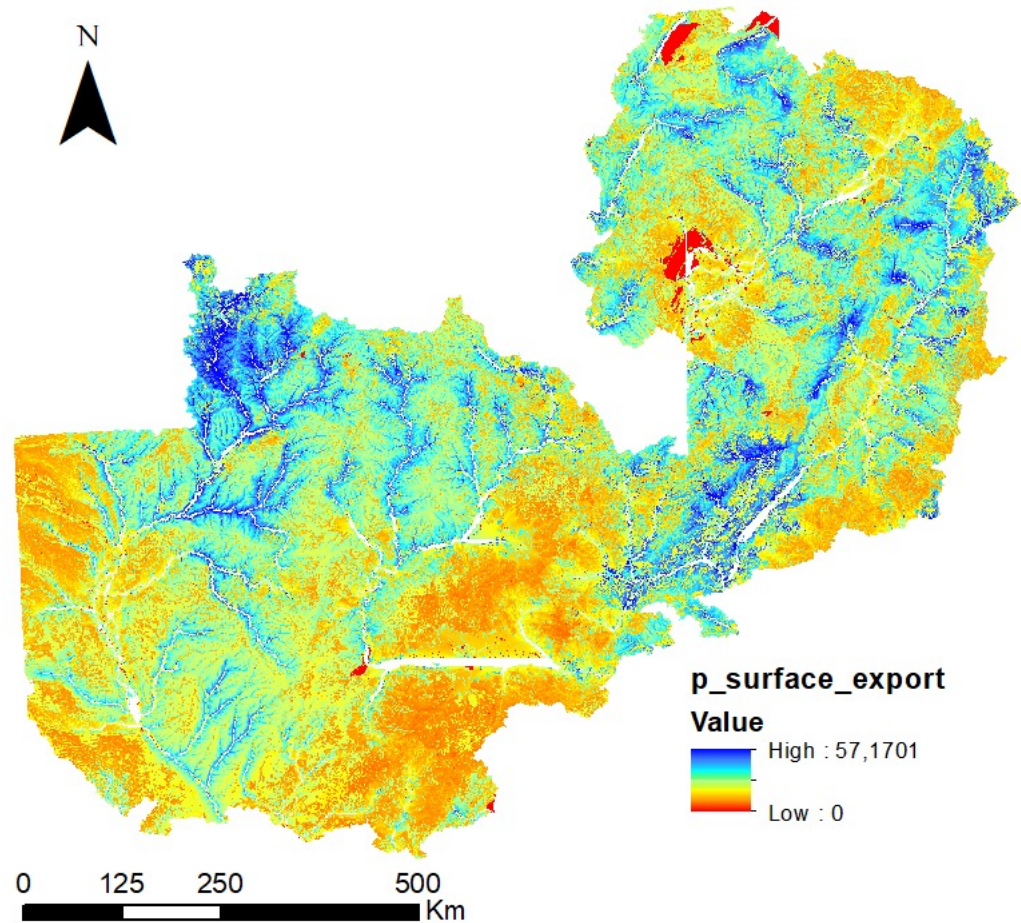 N
p_surface_export
Value
High : 57,1701
Low : 0
0 125 250 500
Km